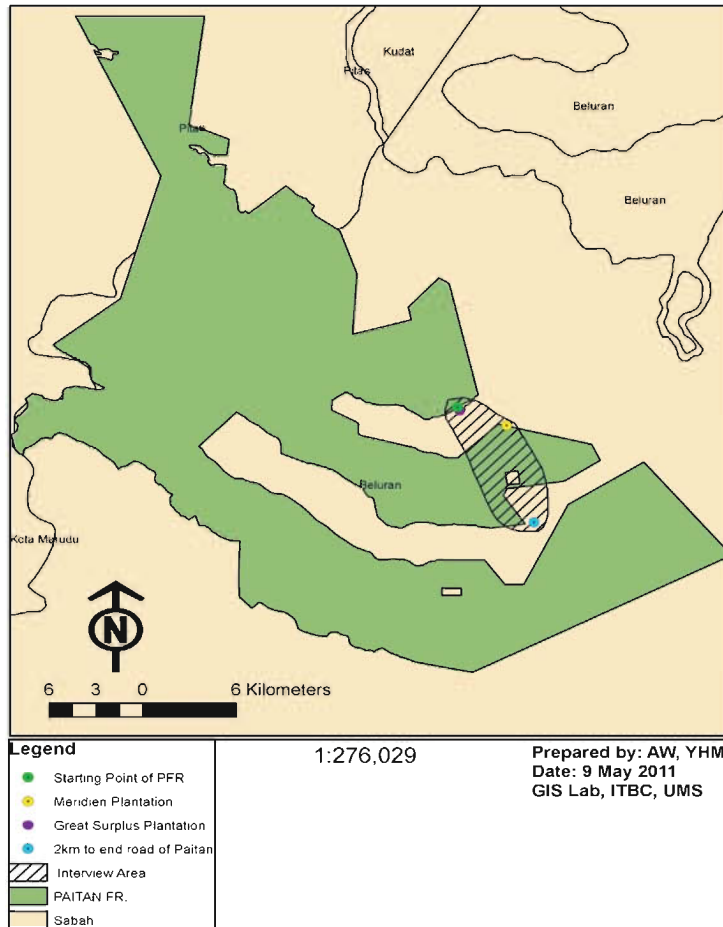 Kudat
Pitas
Beluran
Pitas
Beluran
Beluran
Kota Marudu
N
6 3 0 6 Kilometers
Legend
1:276,029
Prepared by: AW, YHM
Date: 9 May 2011
GIS Lab, ITBC, UMS
Starting Point of PFR
Meridien Plantation
Great Surplus Plantation
2km to end road of Paitan
Interview Area
PAITAN FR.
Sabah